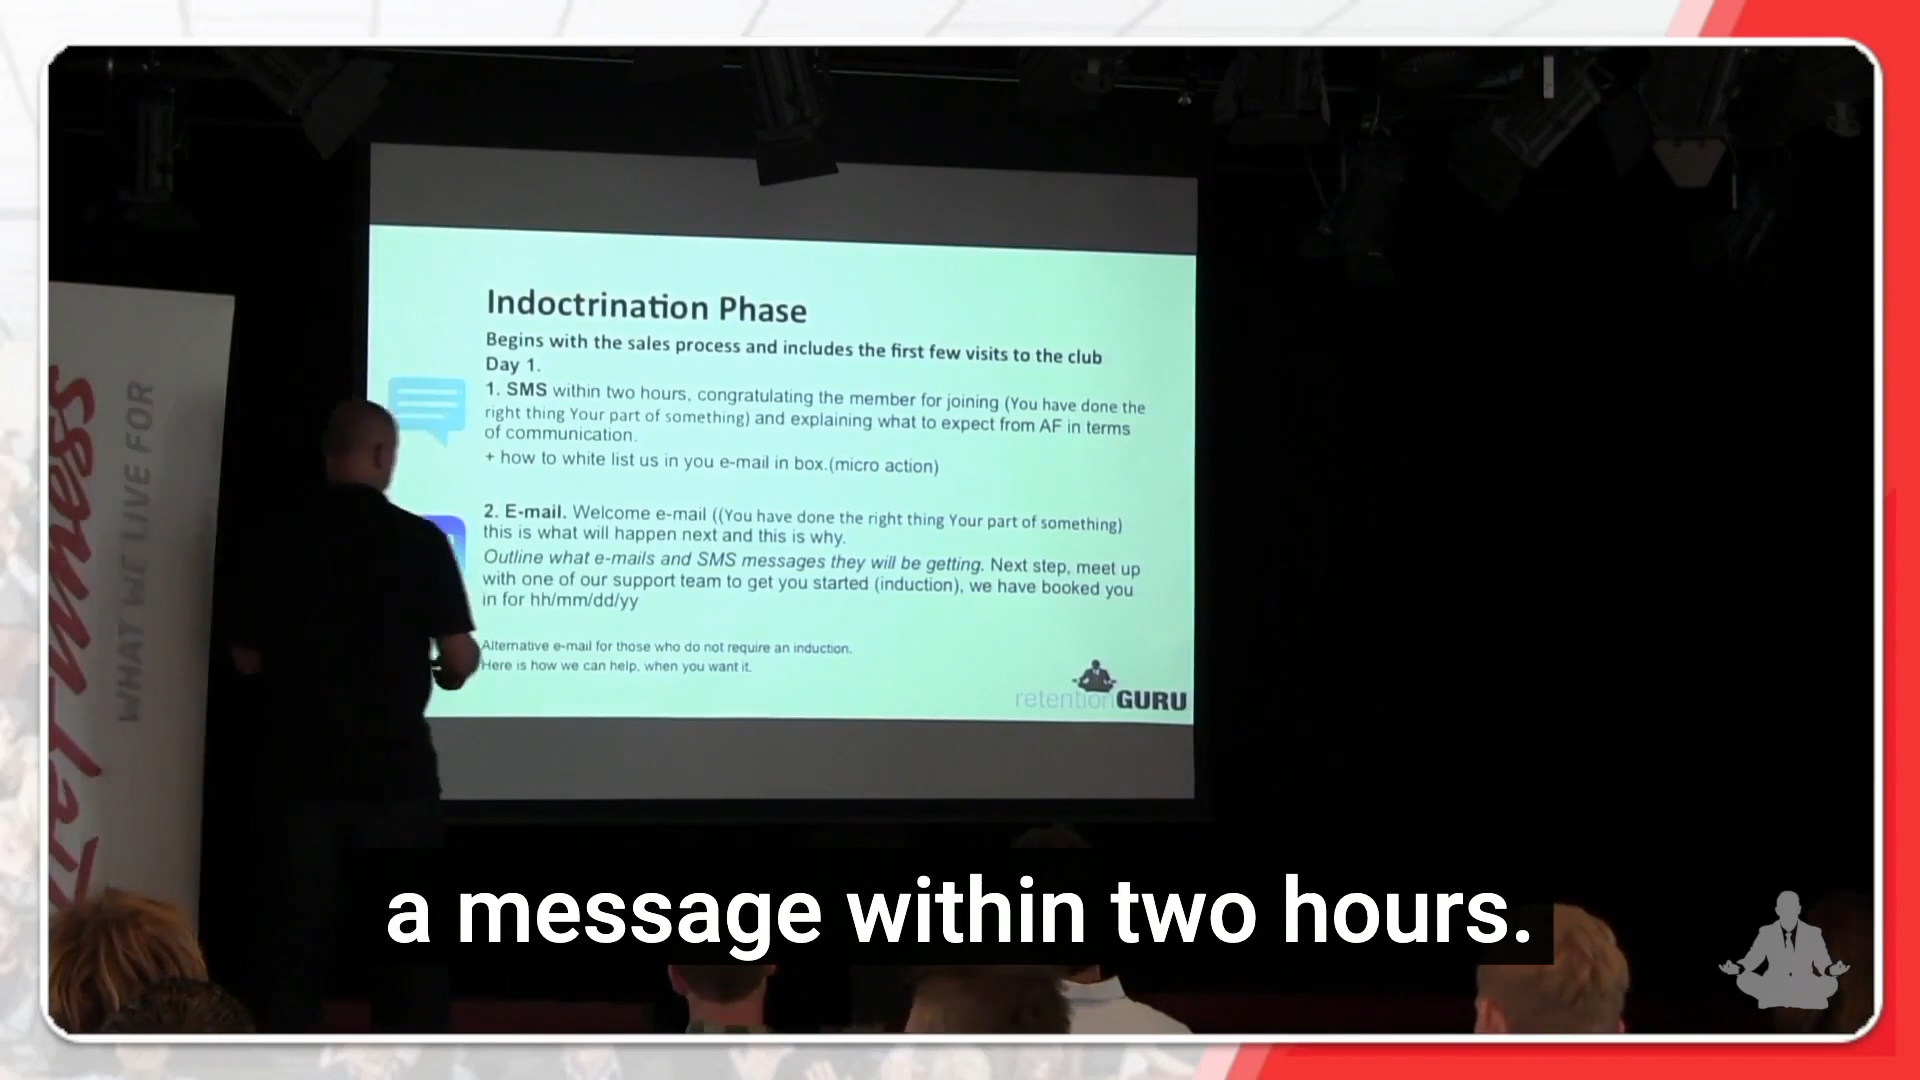 Indoctrination Phase
Begins with the sales process and includes the first few visits to the club
Day 1.
1. SMS within two hours, congratulating the member for joining (You have done the
right thing Your part of something) and explaining what to expect from AF in terms
of communication.
+ how to white list us in you e-mail in box.(micro action)
2. E-mail. Welcome e-mail ((You have done the right thing Your part of something)
this is what will happen next and this is why.
Outline what e-mails and SMS messages they will be getting. Next step, meet up
with one of our support team to get you started (induction), we have booked you
in for hh/mm/dd/yy
Alternative e-mail for those who do not require an induction.
Here is how we can help, when you want it.
retentionGURU
WHAT WE LIVE FOR
a message within two hours.